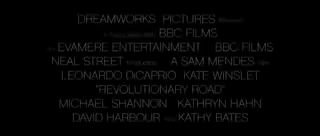 DREAMWORKS PICTURES
BBC FILMS
EVAMERE ENTERTAINMENT BBC FILMS
NEAL STREET A SAM MENDES
LEONARDO DiCAPRIO KATE WINSLET
"REVOLUTIONARY ROAD"
MICHAEL SHANNON KATHRYN HAHN
DAVID HARBOUR KATHY BATES